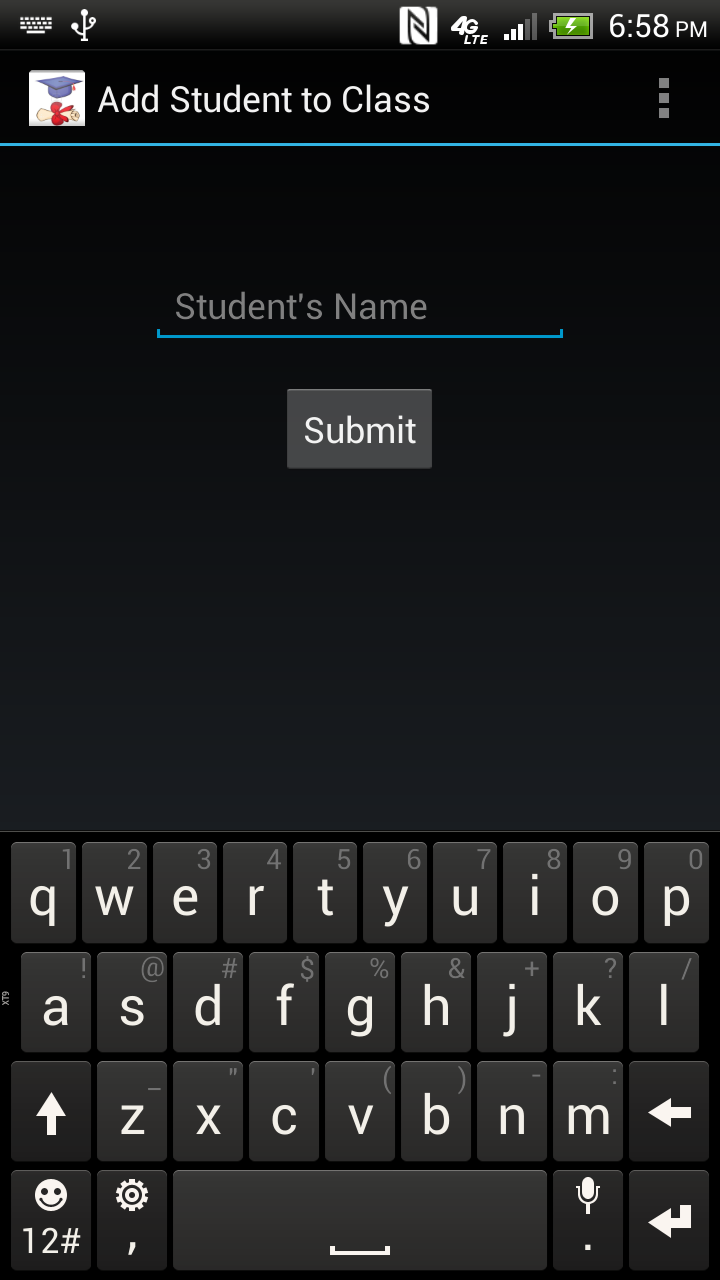 4G LTE 6:58 PM
Add Student to Class
Student's Name
Submit
1 2 3 4 5 6 7 8 9 0
q w e r t y u i o p
! @ # $ % & + ? /
XT9
a s d f g h j k l
_ " ' ( ) - :
z x c v b n m
12# , .